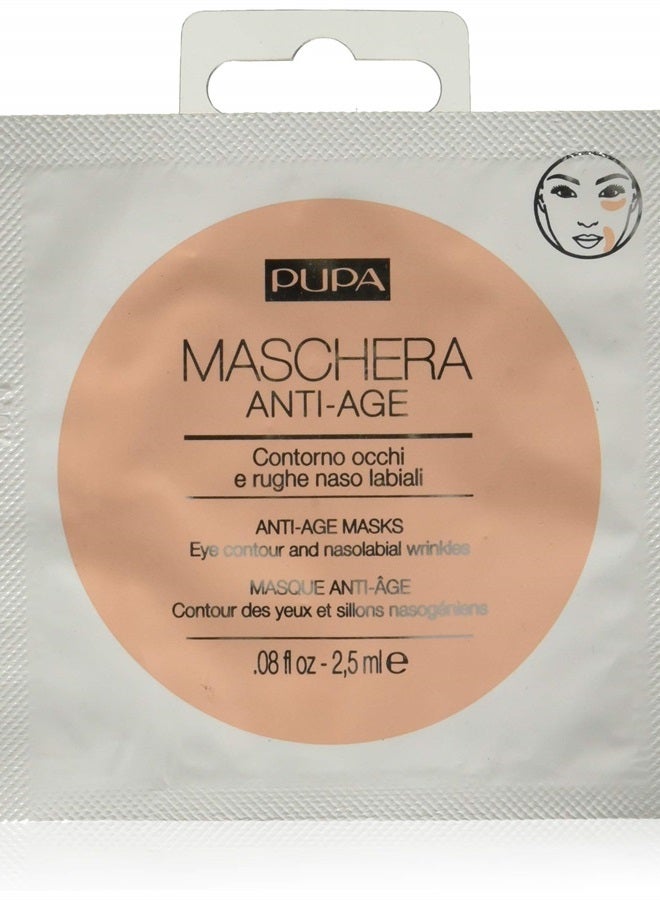 PUPA
MASCHERA
ANTI-AGE
Contorno occhi
e rughe naso labiali
ANTI-AGE MASKS
Eye contour and nasolabial wrinkles
MASQUE ANTI-ÂGE
Contour des yeux et sillons nasogéniens
.08 fl oz - 2,5 ml e